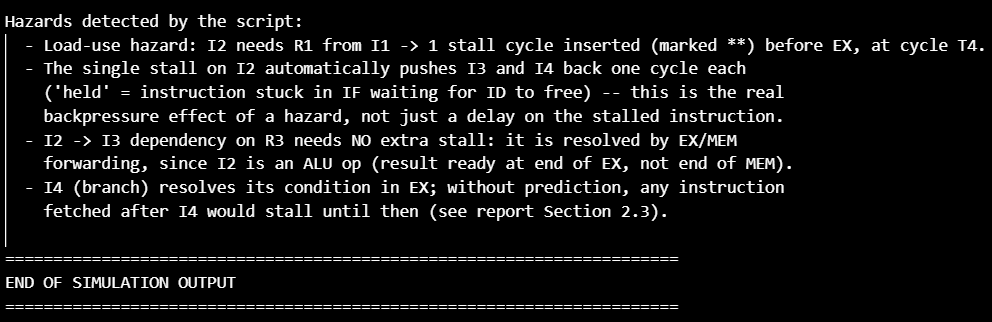 Hazards detected by the script:
- Load-use hazard: I2 needs R1 from I1 -> 1 stall cycle inserted (marked **) before EX, at cycle T4.
- The single stall on I2 automatically pushes I3 and I4 back one cycle each
('held' = instruction stuck in IF waiting for ID to free) -- this is the real
backpressure effect of a hazard, not just a delay on the stalled instruction.
- I2 -> I3 dependency on R3 needs NO extra stall: it is resolved by EX/MEM
forwarding, since I2 is an ALU op (result ready at end of EX, not end of MEM).
- I4 (branch) resolves its condition in EX; without prediction, any instruction
fetched after I4 would stall until then (see report Section 2.3).
======================================================================
END OF SIMULATION OUTPUT
======================================================================